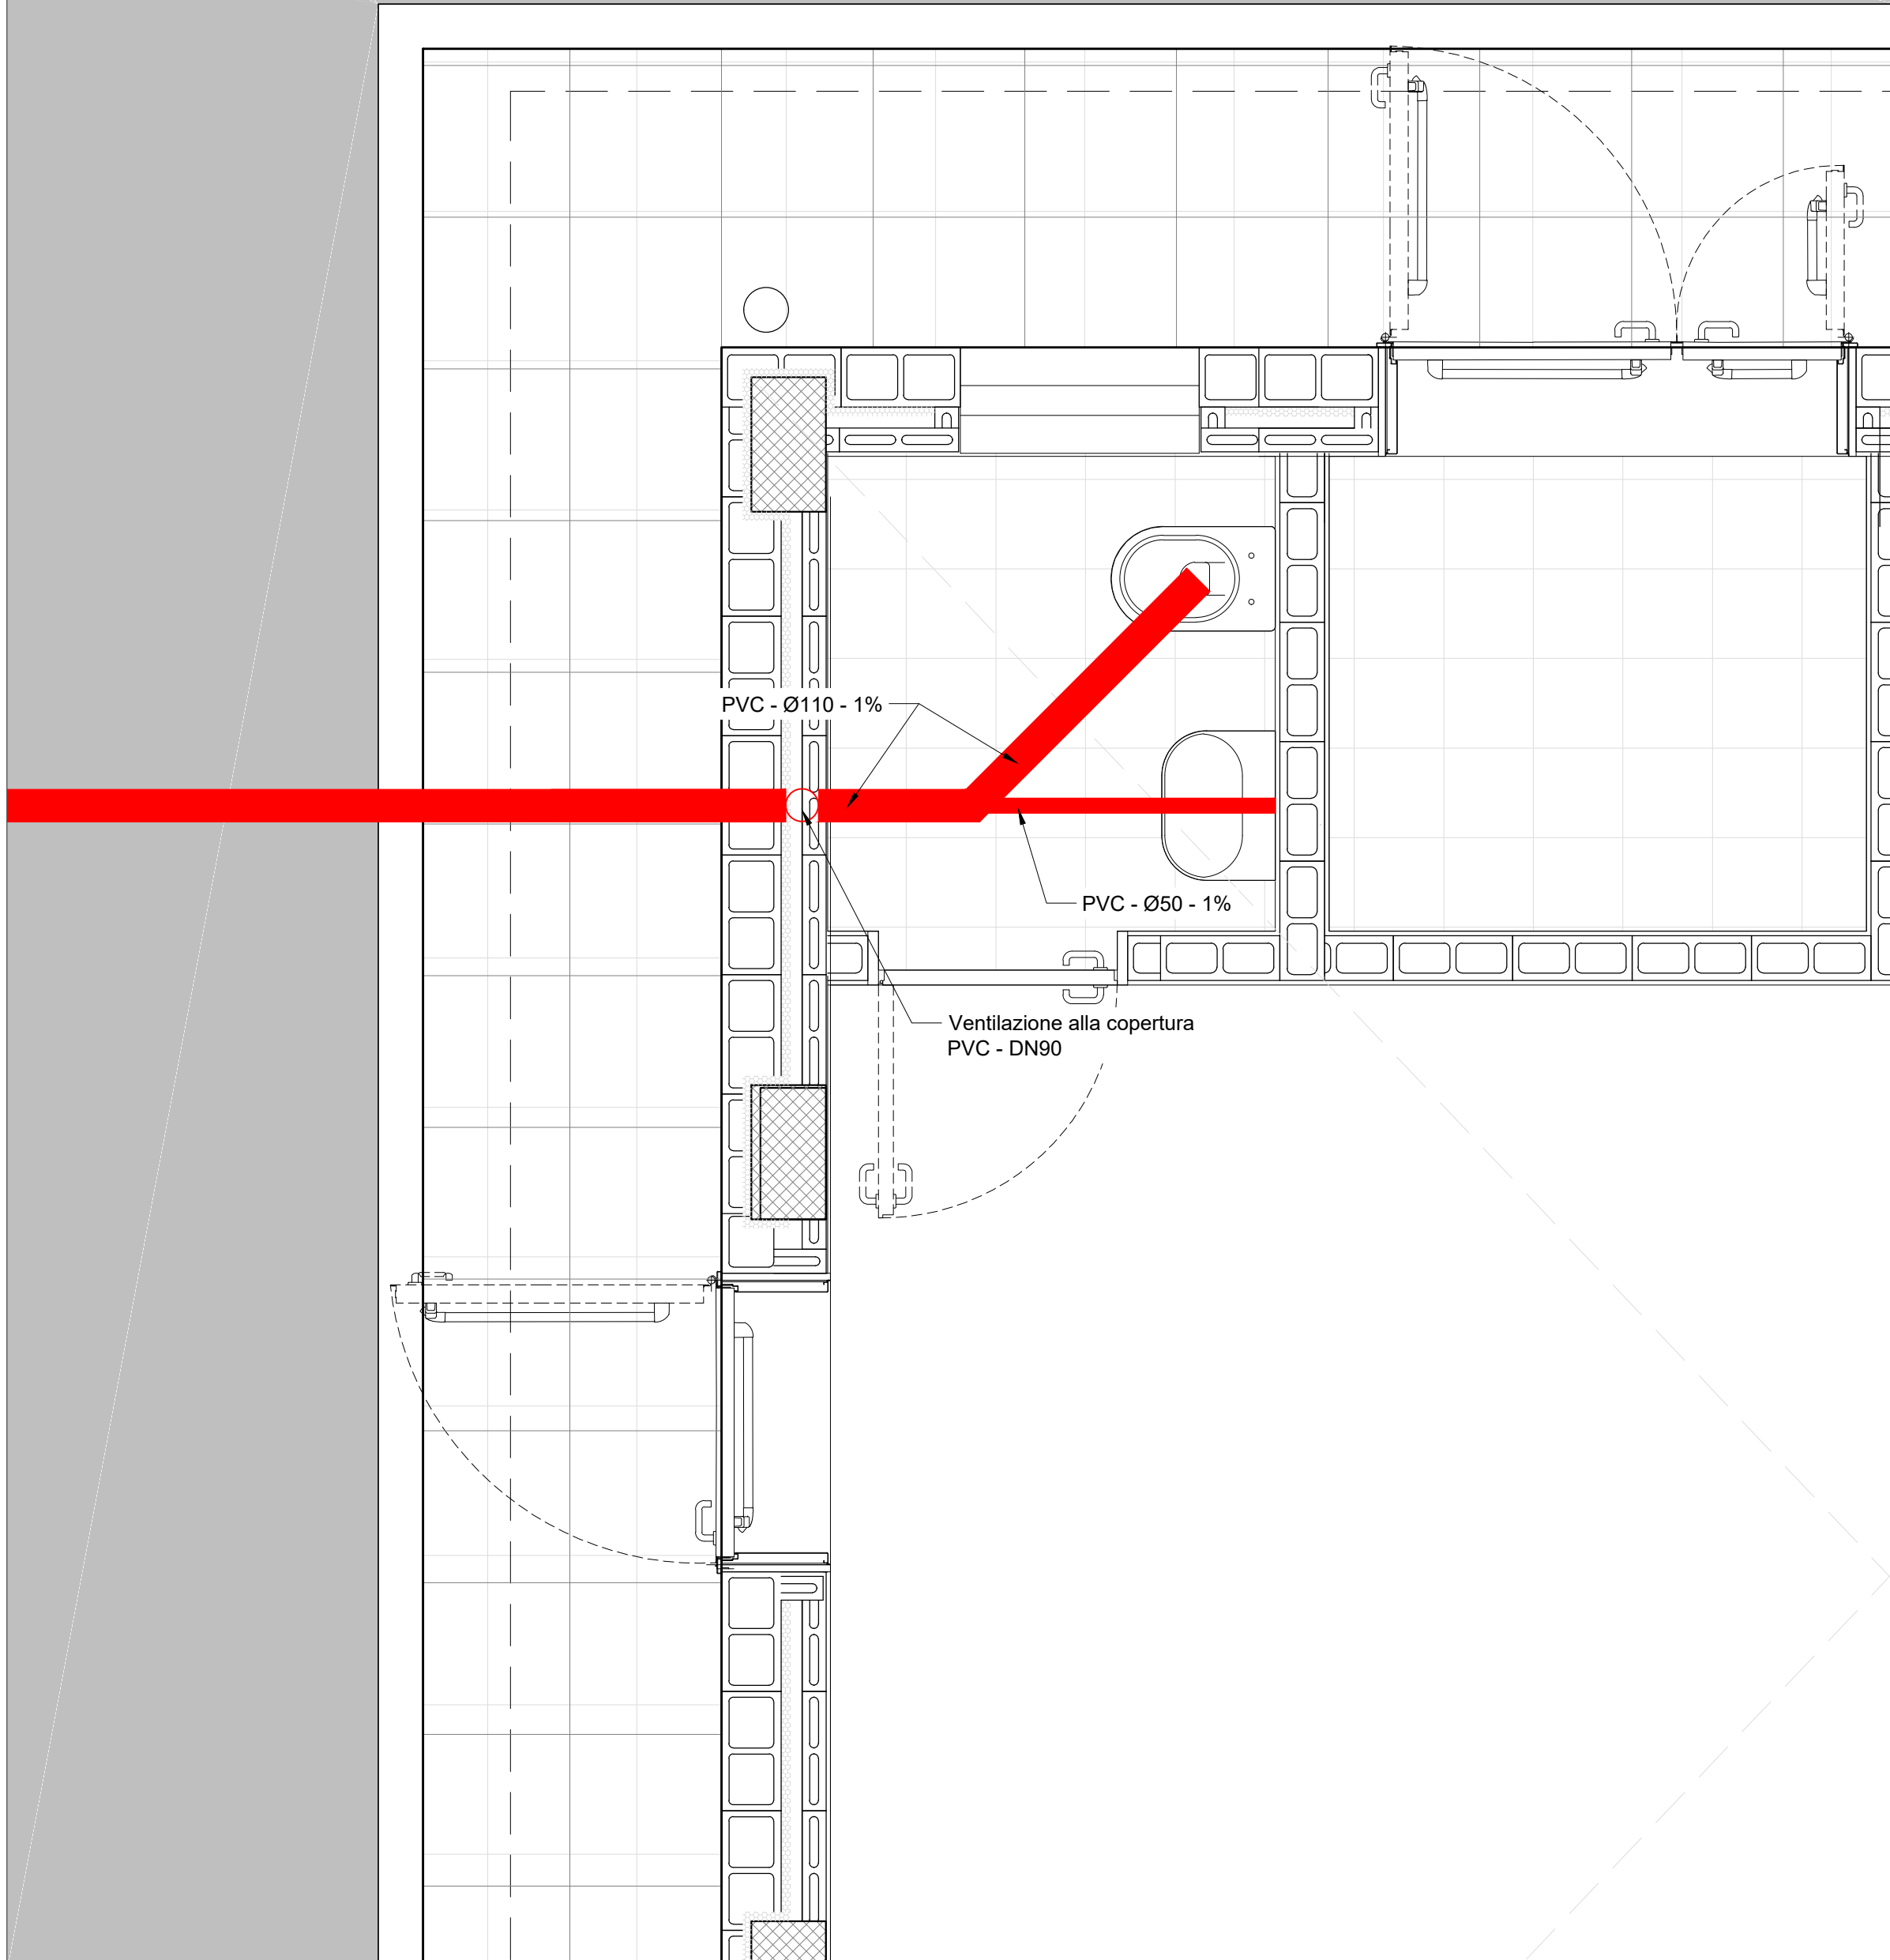 PVC - Ø110 - 1%
PVC - Ø50 - 1%
Ventilazione alla copertura
PVC - DN90